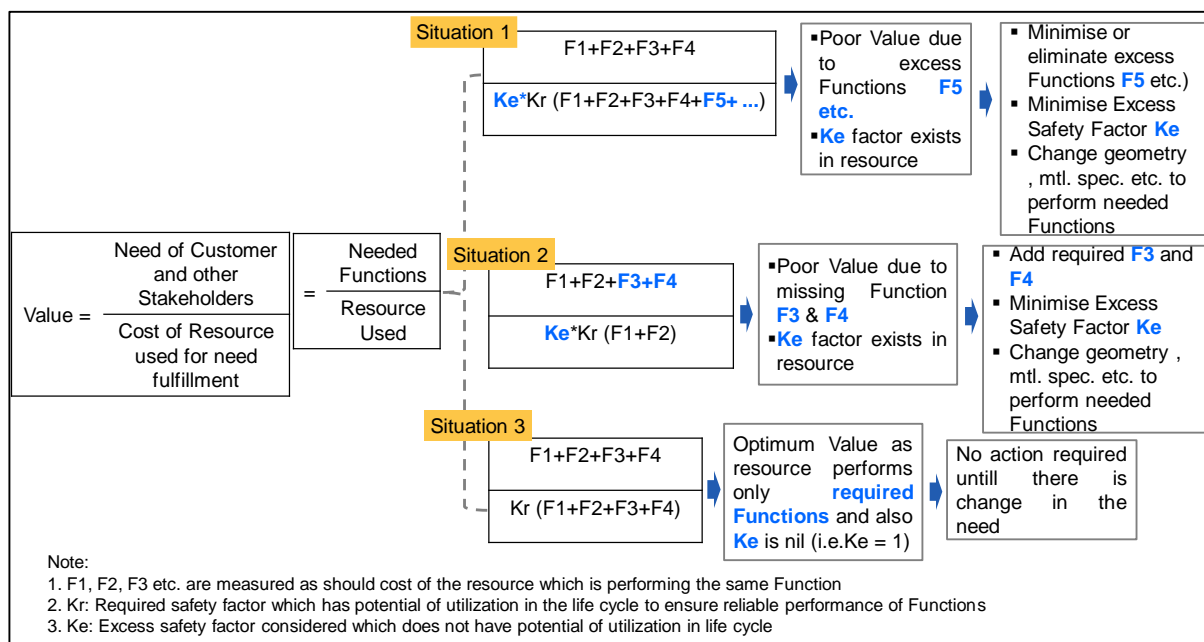 Situation 1
F1+F2+F3+F4
Ke*Kr (F1+F2+F3+F4+F5+ ...)
▪Poor Value due
to excess
Functions F5
etc.
▪Ke factor exists
in resource
▪ Minimise or
eliminate excess
Functions F5 etc.)
▪ Minimise Excess
Safety Factor Ke
▪ Change geometry
, mtl. spec. etc. to
perform needed
Functions
Value =
Need of Customer
and other
Stakeholders
Cost of Resource
used for need
fulfillment
=
Needed
Functions
Resource
Used
Situation 2
F1+F2+F3+F4
Ke*Kr (F1+F2)
▪Poor Value due to
missing Function
F3 & F4
▪Ke factor exists in
resource
▪ Add required F3 and
F4
▪ Minimise Excess
Safety Factor Ke
▪ Change geometry ,
mtl. spec. etc. to
perform needed
Functions
Situation 3
F1+F2+F3+F4
Kr (F1+F2+F3+F4)
Optimum Value as
resource performs
only required
Functions and also
Ke is nil (i.e.Ke = 1)
No action required
untill there is
change in the
need
Note:
1. F1, F2, F3 etc. are measured as should cost of the resource which is performing the same Function
2. Kr: Required safety factor which has potential of utilization in the life cycle to ensure reliable performance of Functions
3. Ke: Excess safety factor considered which does not have potential of utilization in life cycle